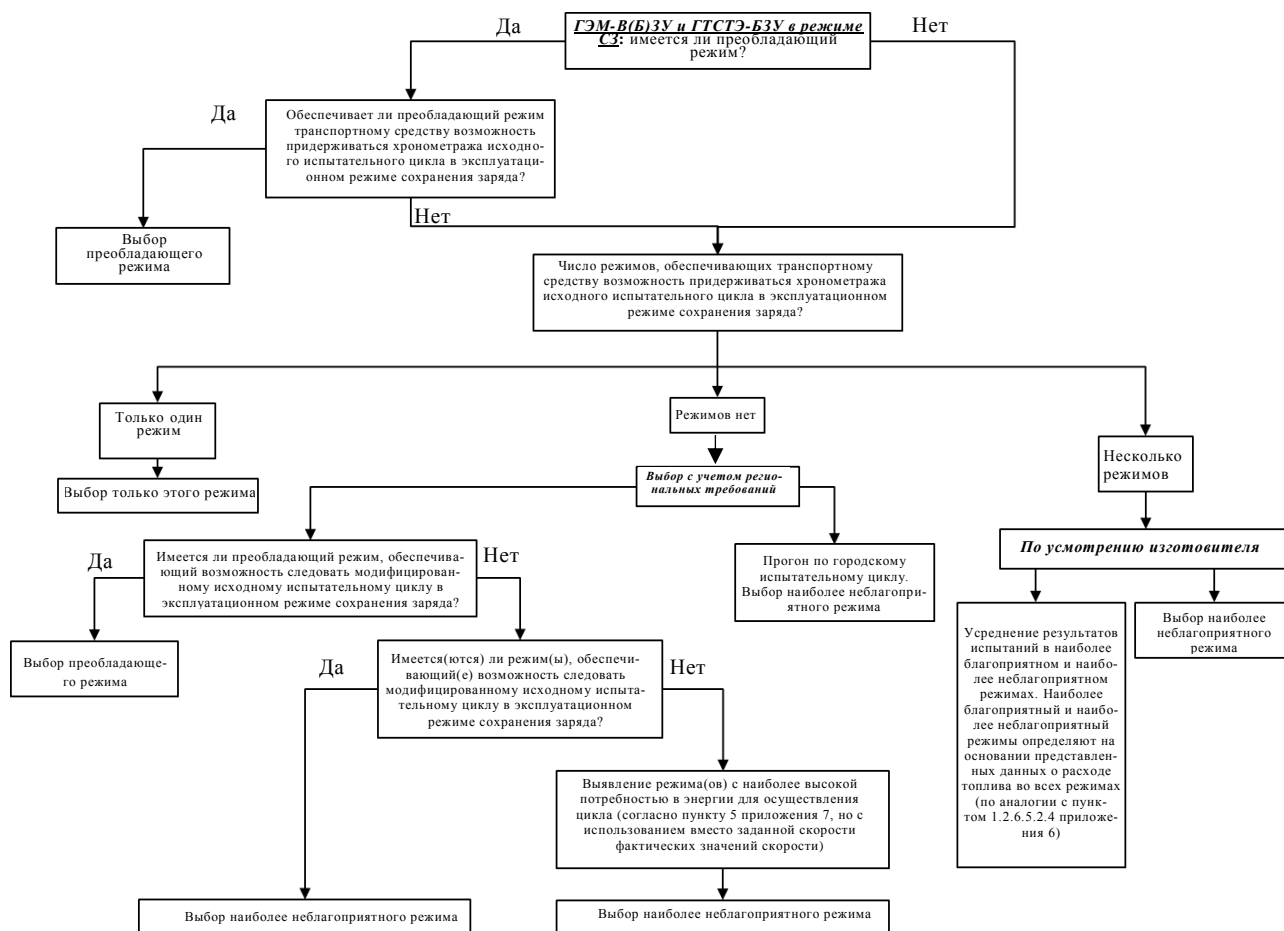 Да
ГЭМ-В(Б)ЗУ и ГТСТЭ-БЗУ в режиме
СЗ: имеется ли преобладающий
режим?
Нет
Да
Обеспечивает ли преобладающий режим
транспортному средству возможность
придерживаться хронометража исходно-
го испытательного цикла в эксплуатаци-
онном режиме сохранения заряда?
Нет
Выбор
преобладающего
режима
Число режимов, обеспечивающих транспортному
средству возможность придерживаться хронометража
исходного испытательного цикла в эксплуатационном
режиме сохранения заряда?
Только один
режим
Режимов нет
Несколько
режимов
Выбор только этого режима
Выбор с учетом регио-
нальных требований
По усмотрению изготовителя
Да
Имеется ли преобладающий режим, обеспечива-
ющий возможность следовать модифицирован-
ному исходному испытательному циклу в
эксплуатационном режиме сохранения заряда?
Нет
Прогон по городскому
испытательному циклу.
Выбор наиболее неблагопри-
ятного режима
Усреднение результатов
испытаний в наиболее
благоприятном и наибо-
лее неблагоприятном
режимах. Наиболее
благоприятный и наибо-
лее неблагоприятный
режимы определяют на
основании представлен-
ных данных о расходе
топлива во всех режимах
(по аналогии с пунк-
том 1.2.6.5.2.4 приложе-
ния 6)
Выбор наиболее
неблагоприятного
режима
Выбор преобладающе-
го режима
Да
Имеется(ются) ли режим(ы), обеспечи-
вающий(е) возможность следовать
модифицированному исходному испыта-
тельному циклу в эксплуатационном
режиме сохранения заряда?
Нет
Выявление режима(ов) с наиболее высокой
потребностью в энергии для осуществления
цикла (согласно пункту 5 приложения 7, но с
использованием вместо заданной скорости
фактических значений скорости)
Выбор наиболее неблагоприятного режима
Выбор наиболее неблагоприятного режима